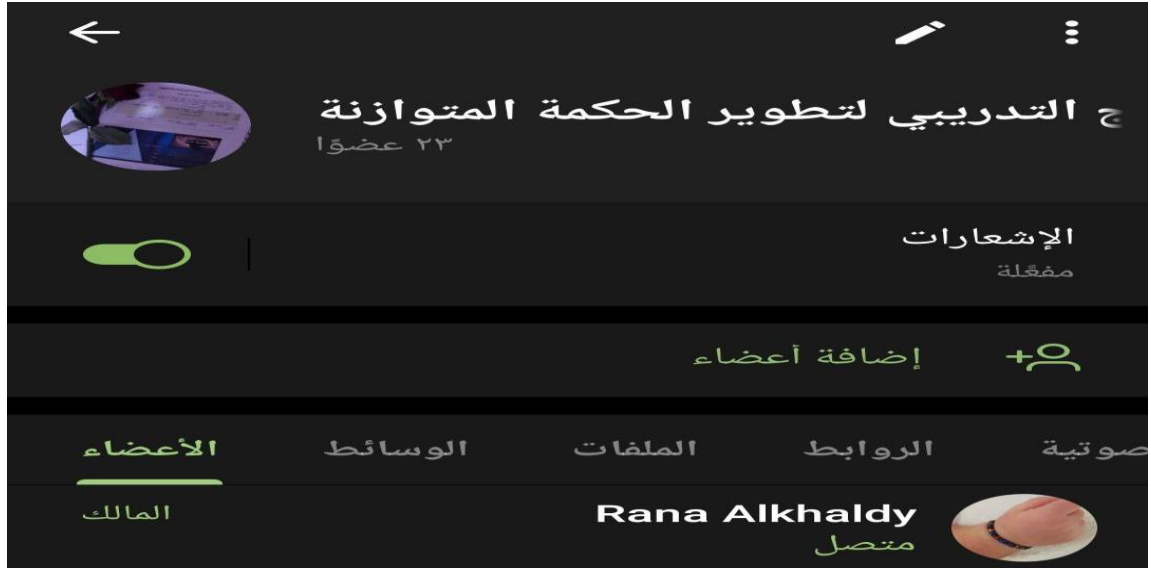 ج التدريبي لتطوير الحكمة المتوازنة
٢٣ عضوًا
الإشعارات
مفعّلة
إضافة أعضاء
صوتية الروابط الملفات الوسائط الأعضاء
Rana Alkhaldy
متصل
المالك